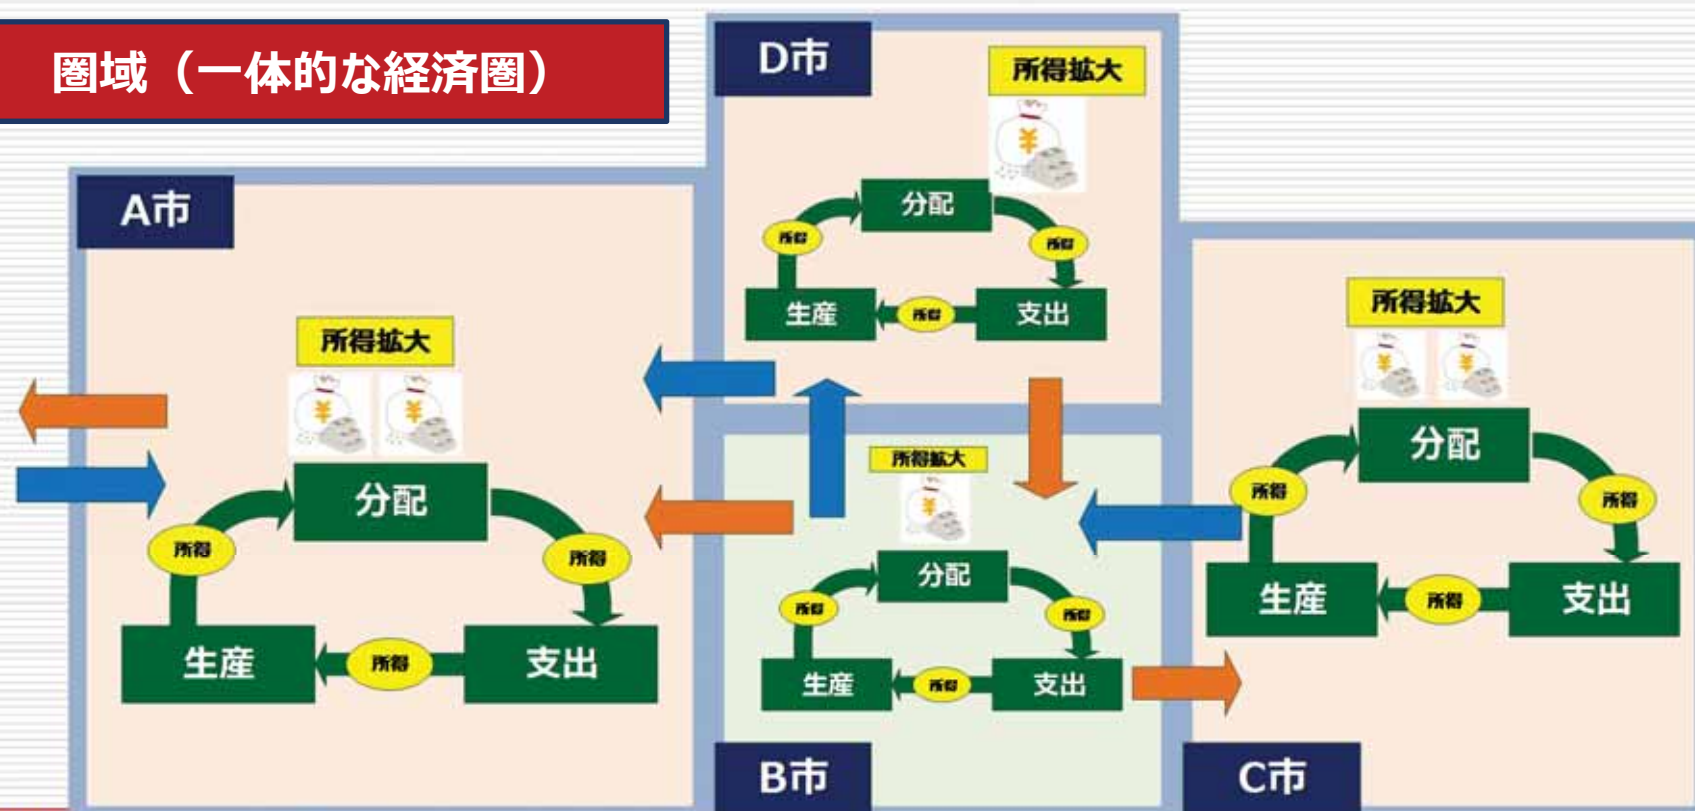 圏域（一体的な経済圏）
A市
所得拡大
¥
¥
分配
所得
所得
生産
所得
支出
D市
所得拡大
¥
分配
所得
所得
生産
所得
支出
所得拡大
¥
分配
所得
所得
生産
所得
支出
B市
所得拡大
¥
¥
分配
所得
所得
生産
所得
支出
C市